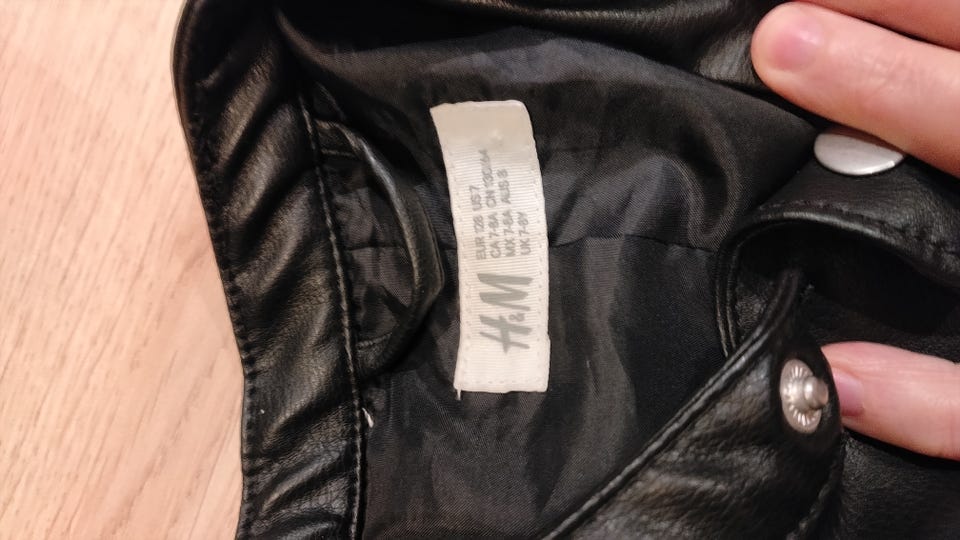 H&M
EUR 128 US 7
CA 7-8A CN 130/64
MX 7-8A AUS 8
UK 7-8Y